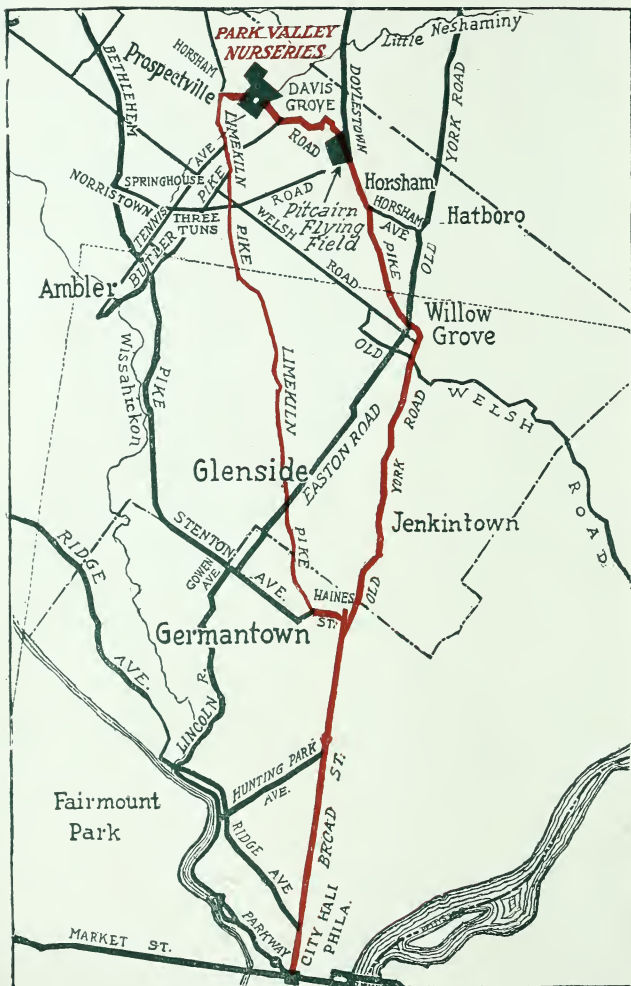 PARK VALLEY
NURSERIES
Little Neshaminy
HORSHAM
Prospectville
BETHLEHEM
DAVIS
GROVE
ROAD
DOYLESTOWN
YORK ROAD
LYMEKILN
AVE
SPRINGHOUSE
NORRISTOWN
ROAD
TENNIS
BUTLER PIKE
THREE
TUNS
PIKE
WELSH
ROAD
Pitcairn
Flying
Field
Horsham
HORSHAM
AVE
Hatboro
OLD
PIKE
Ambler
Wissahickon
PIKE
Willow
Grove
OLD
WELSH
ROAD
LIMEKILN
ROAD
EASTON ROAD
YORK
Glenside
Jenkintown
PIKE
STENTON
AVE.
GOWEN
AVE
HAINES
ST.
OLD
RIDGE
AVE.
Germantown
LINCOLN R.
HUNTING PARK
AVE.
BROAD ST.
Fairmount
Park
RIDGE AVE
PARKWAY
CITY HALL
PHILA.
MARKET ST.